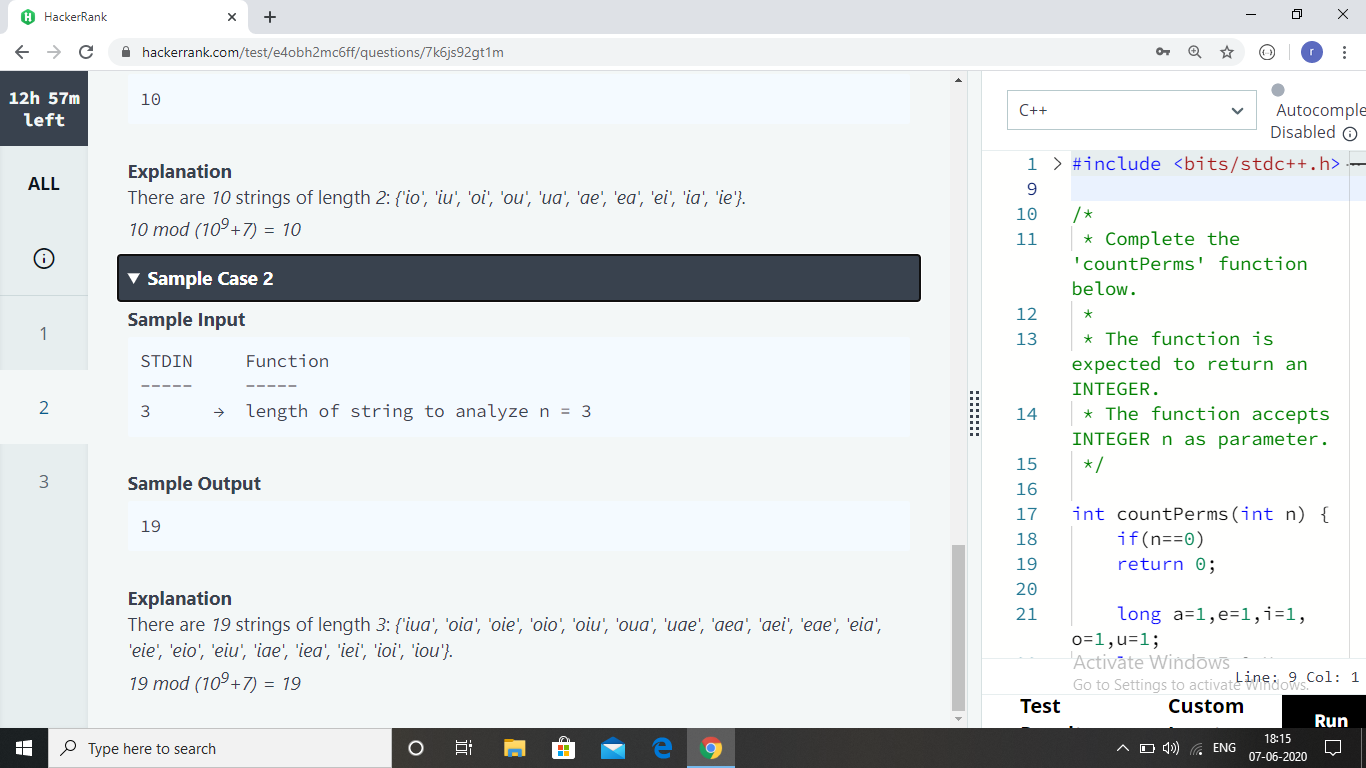 HackerRank
hackerrank.com/test/e4obh2mc6ff/questions/7k6js92gt1m
r
12h 57m
left
ALL
1
2
3
10
Explanation
There are 10 strings of length 2: {'io', 'iu', 'oi', 'ou', 'ua', 'ae', 'ea', 'ei', 'ia', 'ie'}.
10 mod (10^9+7) = 10
▼ Sample Case 2
Sample Input
STDIN Function
----- -----
3 → length of string to analyze n = 3
Sample Output
19
Explanation
There are 19 strings of length 3: {'iua', 'oia', 'oie', 'oio', 'oiu', 'oua', 'uae', 'aea', 'aei', 'eae', 'eia',
'eie', 'eio', 'eiu', 'iae', 'iea', 'iei', 'ioi', 'iou'}.
19 mod (10^9+7) = 19
C++
Autocomple
Disabled
1 > #include <bits/stdc++.h>
9
10 /*
11 * Complete the
'countPerms' function
below.
12 *
13 * The function is
expected to return an
INTEGER.
14 * The function accepts
INTEGER n as parameter.
15 */
16
17 int countPerms(int n) {
18 if(n==0)
19 return 0;
20
21 long a=1,e=1,i=1,
o=1,u=1;
Activate Windows
Go to Settings to activate Windows.
Line: 9 Col: 1
Test
Custom
Run
Type here to search
ENG
18:15
07-06-2020